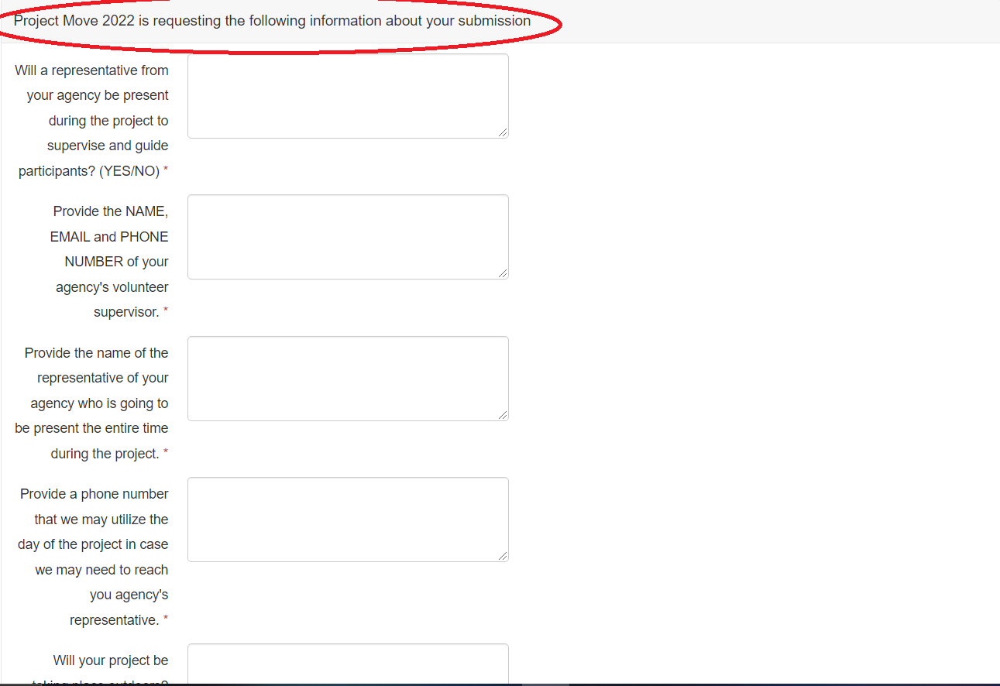 Project Move 2022 is requesting the following information about your submission
Will a representative from
your agency be present
during the project to
supervise and guide
participants? (YES/NO) *
Provide the NAME,
EMAIL and PHONE
NUMBER of your
agency's volunteer
supervisor. *
Provide the name of the
representative of your
agency who is going to
be present the entire time
during the project. *
Provide a phone number
that we may utilize the
day of the project in case
we may need to reach
you agency's
representative. *
Will your project be
taking place outdoors?